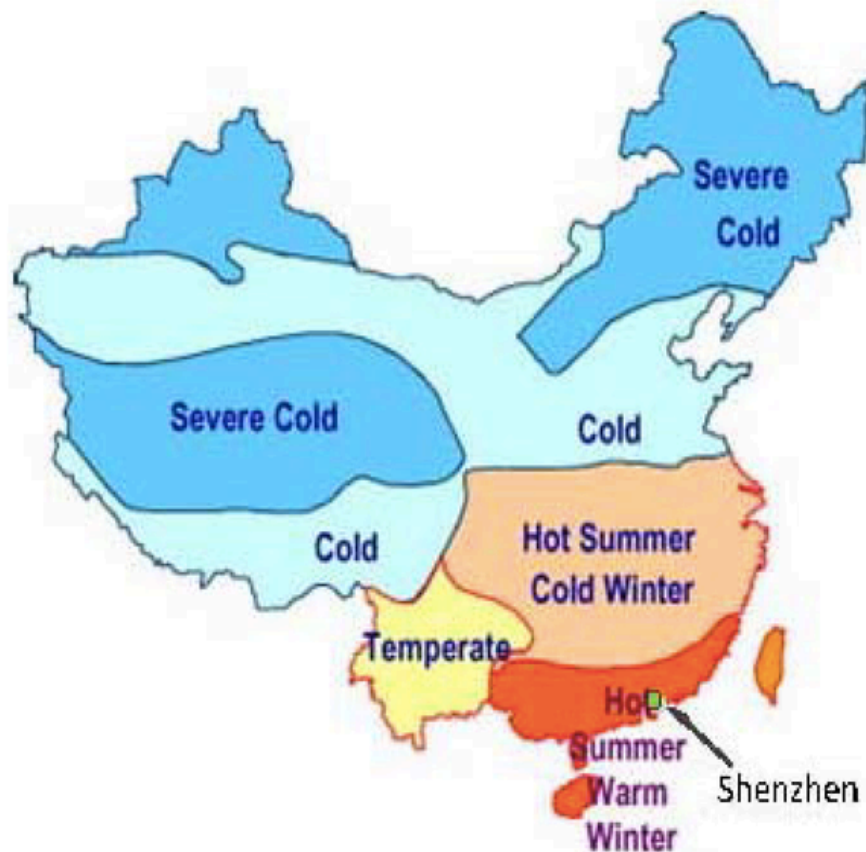 Severe
Cold
Severe Cold
Cold
Cold
Hot Summer
Cold Winter
Temperate
Hot
Summer
Warm
Winter
Shenzhen